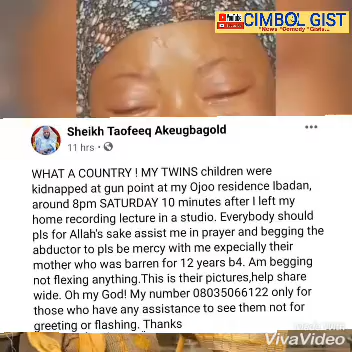 CIMBOL GIST
"News "Comedy "Gists...
Sheikh Taofeeq Akeugbagold
11 hrs •
WHAT A COUNTRY ! MY TWINS children were
kidnapped at gun point at my Ojoo residence Ibadan,
around 8pm SATURDAY 10 minutes after I left my
home recording lecture in a studio. Everybody should
pls for Allah's sake assist me in prayer and begging the
abductor to pls be mercy with me expecially their
mother who was barren for 12 years b4. Am begging
not flexing anything.This is their pictures,help share
wide. Oh my God! My number 08035066122 only for
those who have any assistance to see them not for
greeting or flashing. Thanks
VivaVideo